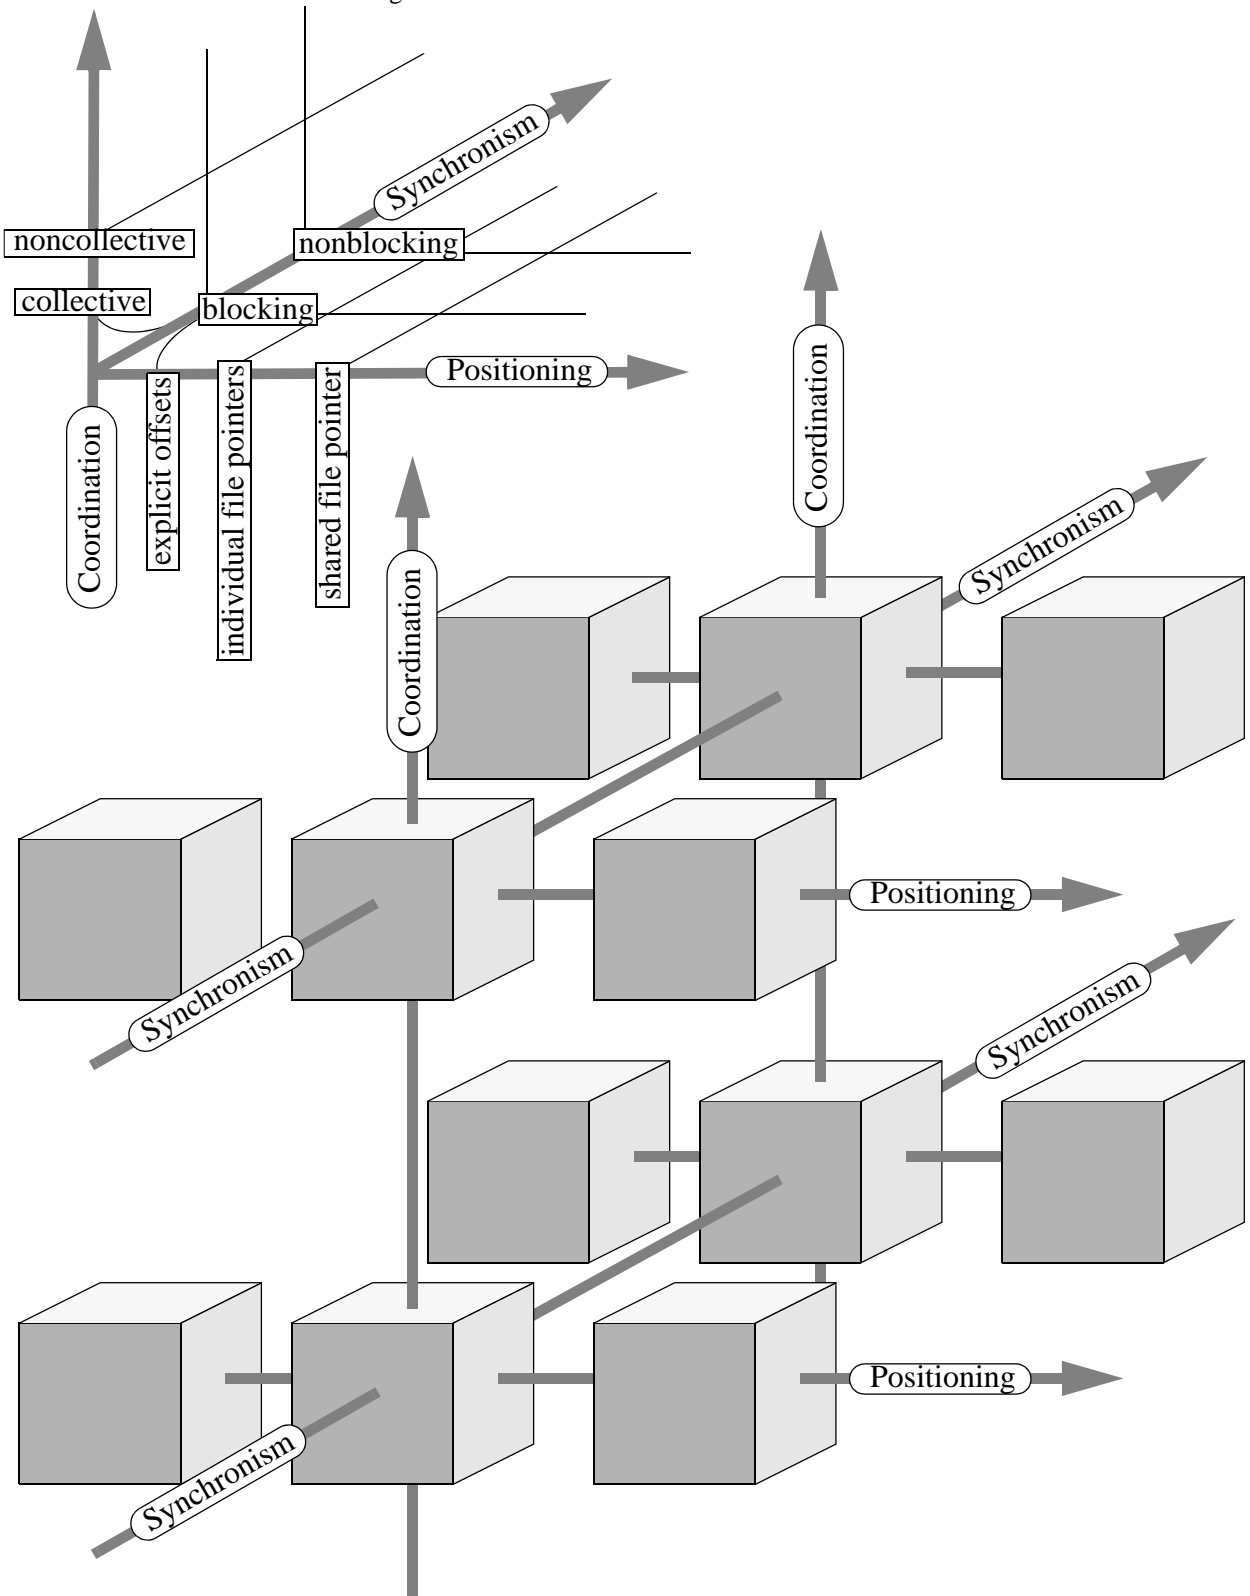 Synchronism
noncollective
nonblocking
collective
blocking
Positioning
Coordination
explicit offsets
individual file pointers
shared file pointer
Coordination
Coordination
Synchronism
Positioning
Synchronism
Synchronism
Positioning
Synchronism